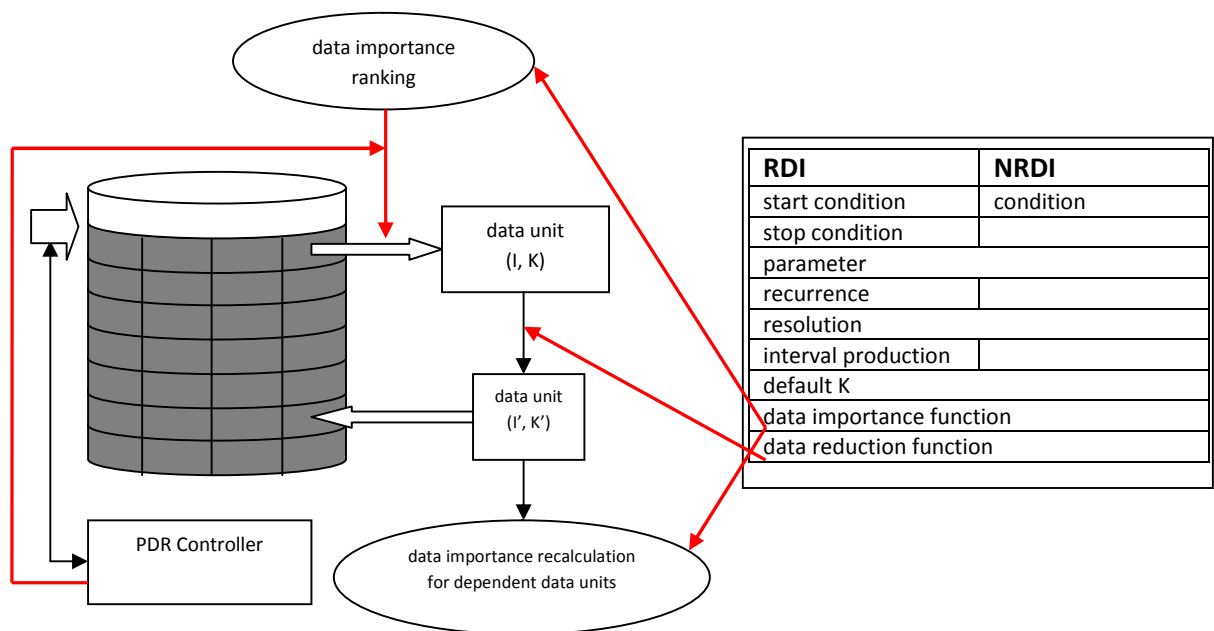 data importance
ranking
data unit
(I, K)
data unit
(I’, K’)
PDR Controller
data importance recalculation
for dependent data units
RDI NRDI
start condition condition
stop condition
parameter
recurrence
resolution
interval production
default K
data importance function
data reduction function